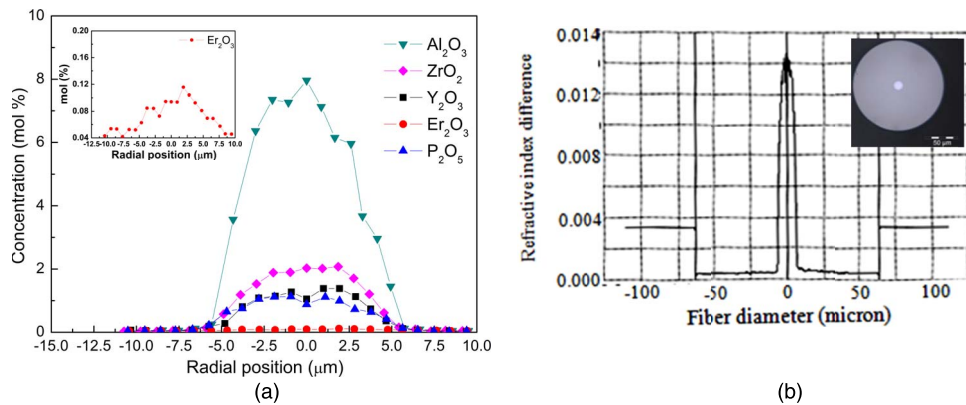 10
8
6
4
2
0
Concentration (mol %)
-15.0 -12.5 -10.0 -7.5 -5.0 -2.5 0.0 2.5 5.0 7.5 10.0
Radial position (μm)
0.20
0.16
0.12
0.08
0.04
mol (%)
-12.5 -10.0 -7.5 -5.0 -2.5 0.0 2.5 5.0 7.5 10.0
Radial position (μm)
Er₂O₃
Al₂O₃
ZrO₂
Y₂O₃
Er₂O₃
P₂O₅
(a)
b)
0.014
0.012
0.008
0.004
0.000
Refractive index difference
-100 -50 0 50 100
Fiber diameter (micron)
50 μm
(b)